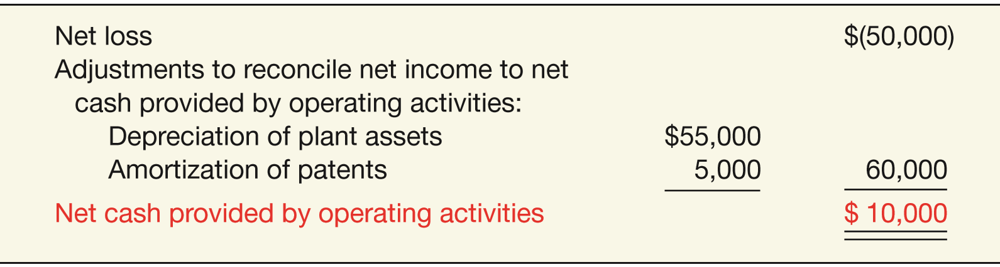 Net loss $(50,000)
Adjustments to reconcile net income to net
cash provided by operating activities:
Depreciation of plant assets $55,000
Amortization of patents 5,000 60,000
Net cash provided by operating activities $ 10,000